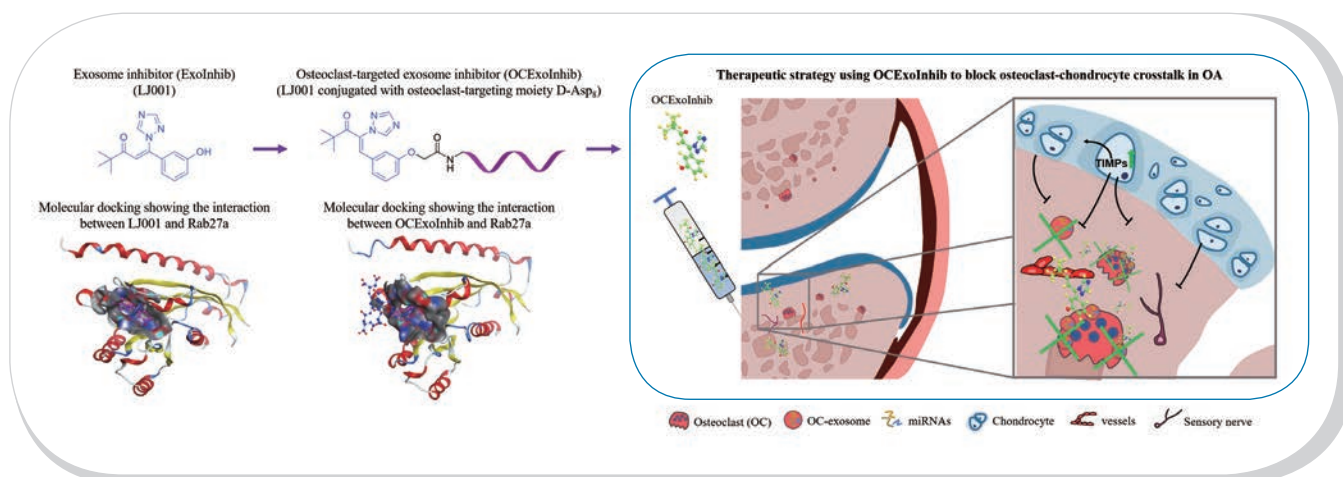 Exosome inhibitor (ExoInhib)
(LJ001)
Osteoclast-targeted exosome inhibitor (OCExoInhib)
(LJ001 conjugated with osteoclast-targeting moiety D-Asp₈)
Therapeutic strategy using OCExoInhib to block osteoclast-chondrocyte crosstalk in OA
OCExoInhib
N
N
N
O
OH
O
N
N
N
O
O
N
H
TIMPs
Molecular docking showing the interaction
between LJ001 and Rab27a
Molecular docking showing the interaction
between OCExoInhib and Rab27a
Osteoclast (OC)
OC-exosome
miRNAs
Chondrocyte
vessels
Sensory nerve